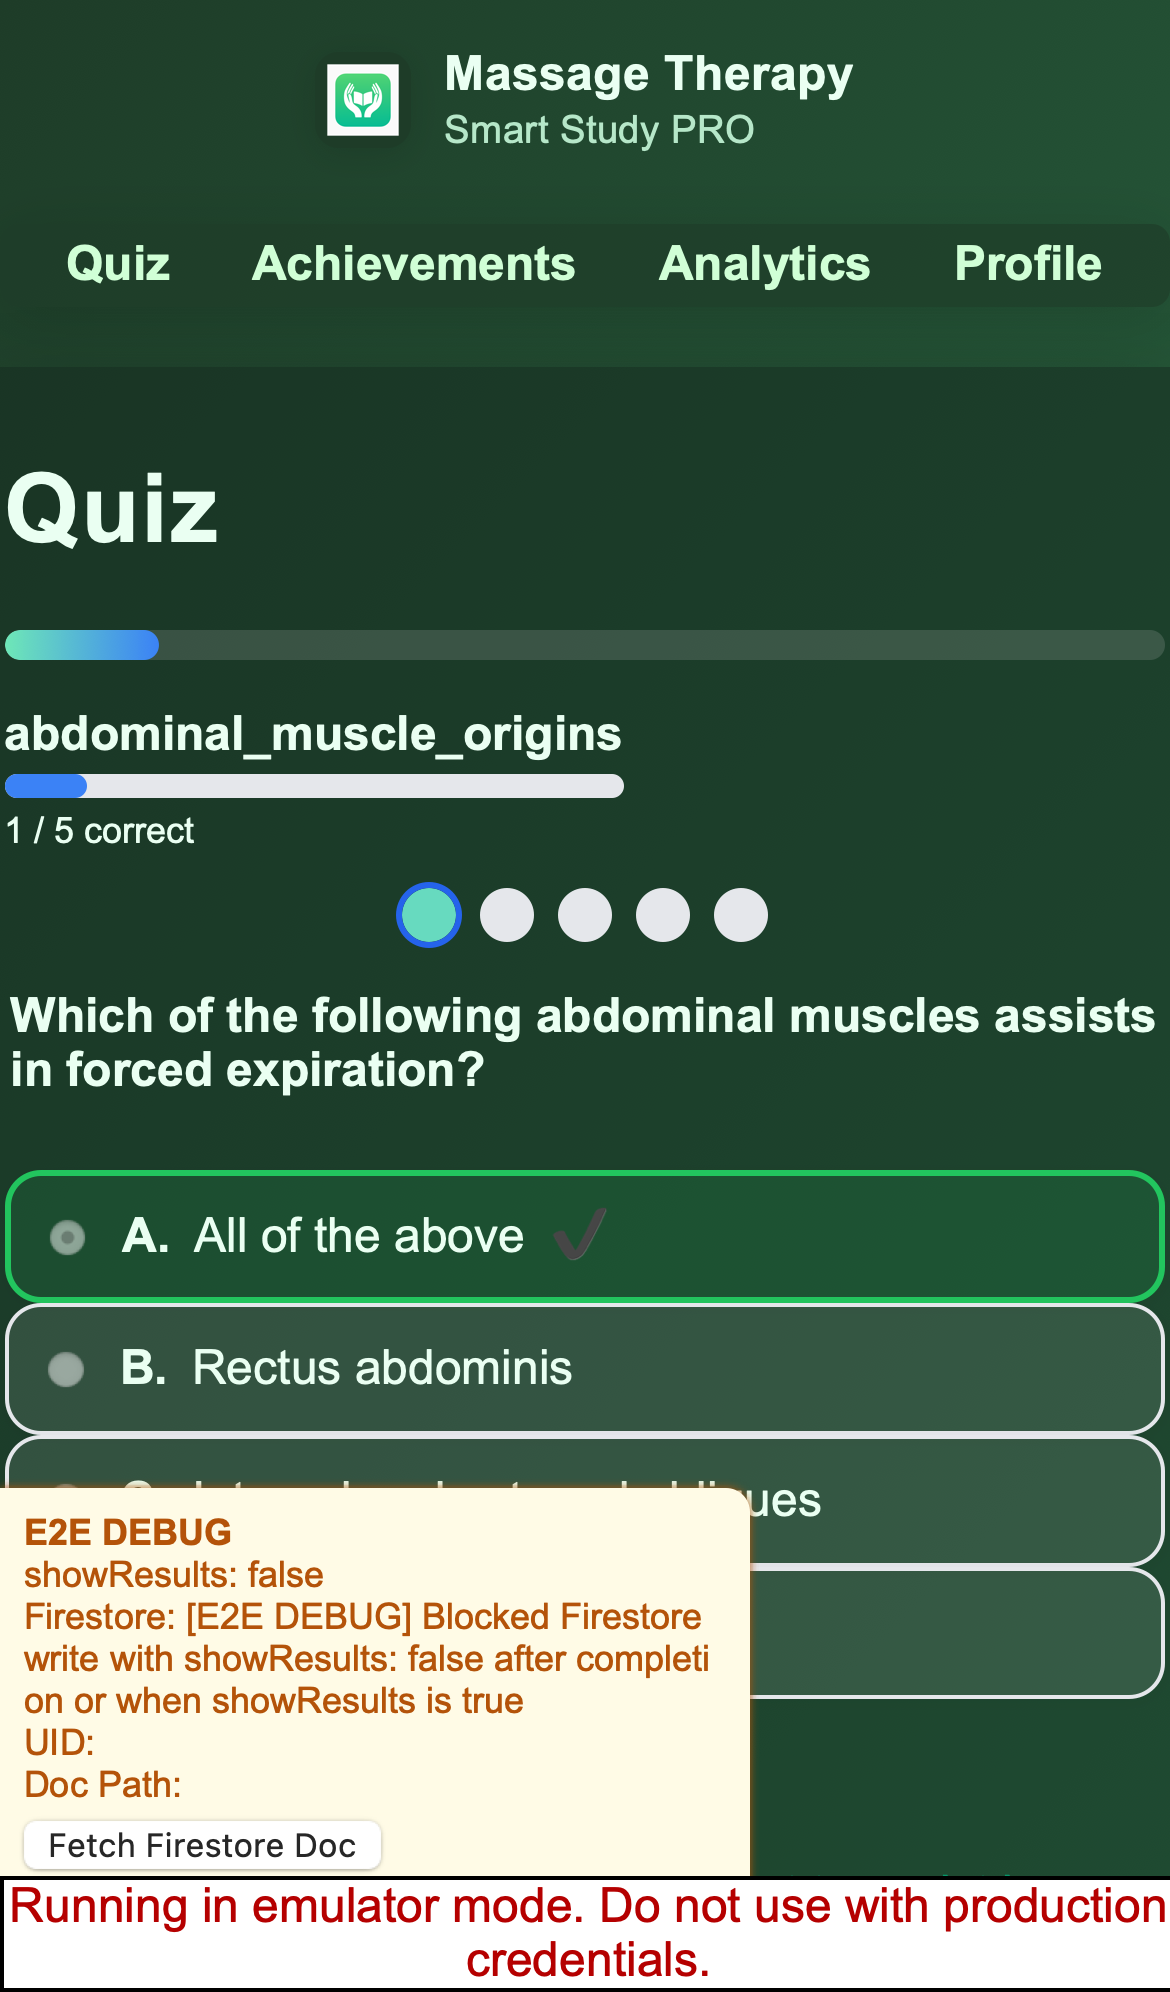 Massage Therapy
Smart Study PRO
Quiz Achievements Analytics Profile
Quiz
abdominal_muscle_origins
1 / 5 correct
Which of the following abdominal muscles assists
in forced expiration?
A. All of the above ✔
B. Rectus abdominis
E2E DEBUG
showResults: false
Firestore: [E2E DEBUG] Blocked Firestore
write with showResults: false after completi
on or when showResults is true
UID:
Doc Path:
Fetch Firestore Doc
Running in emulator mode. Do not use with production
credentials.